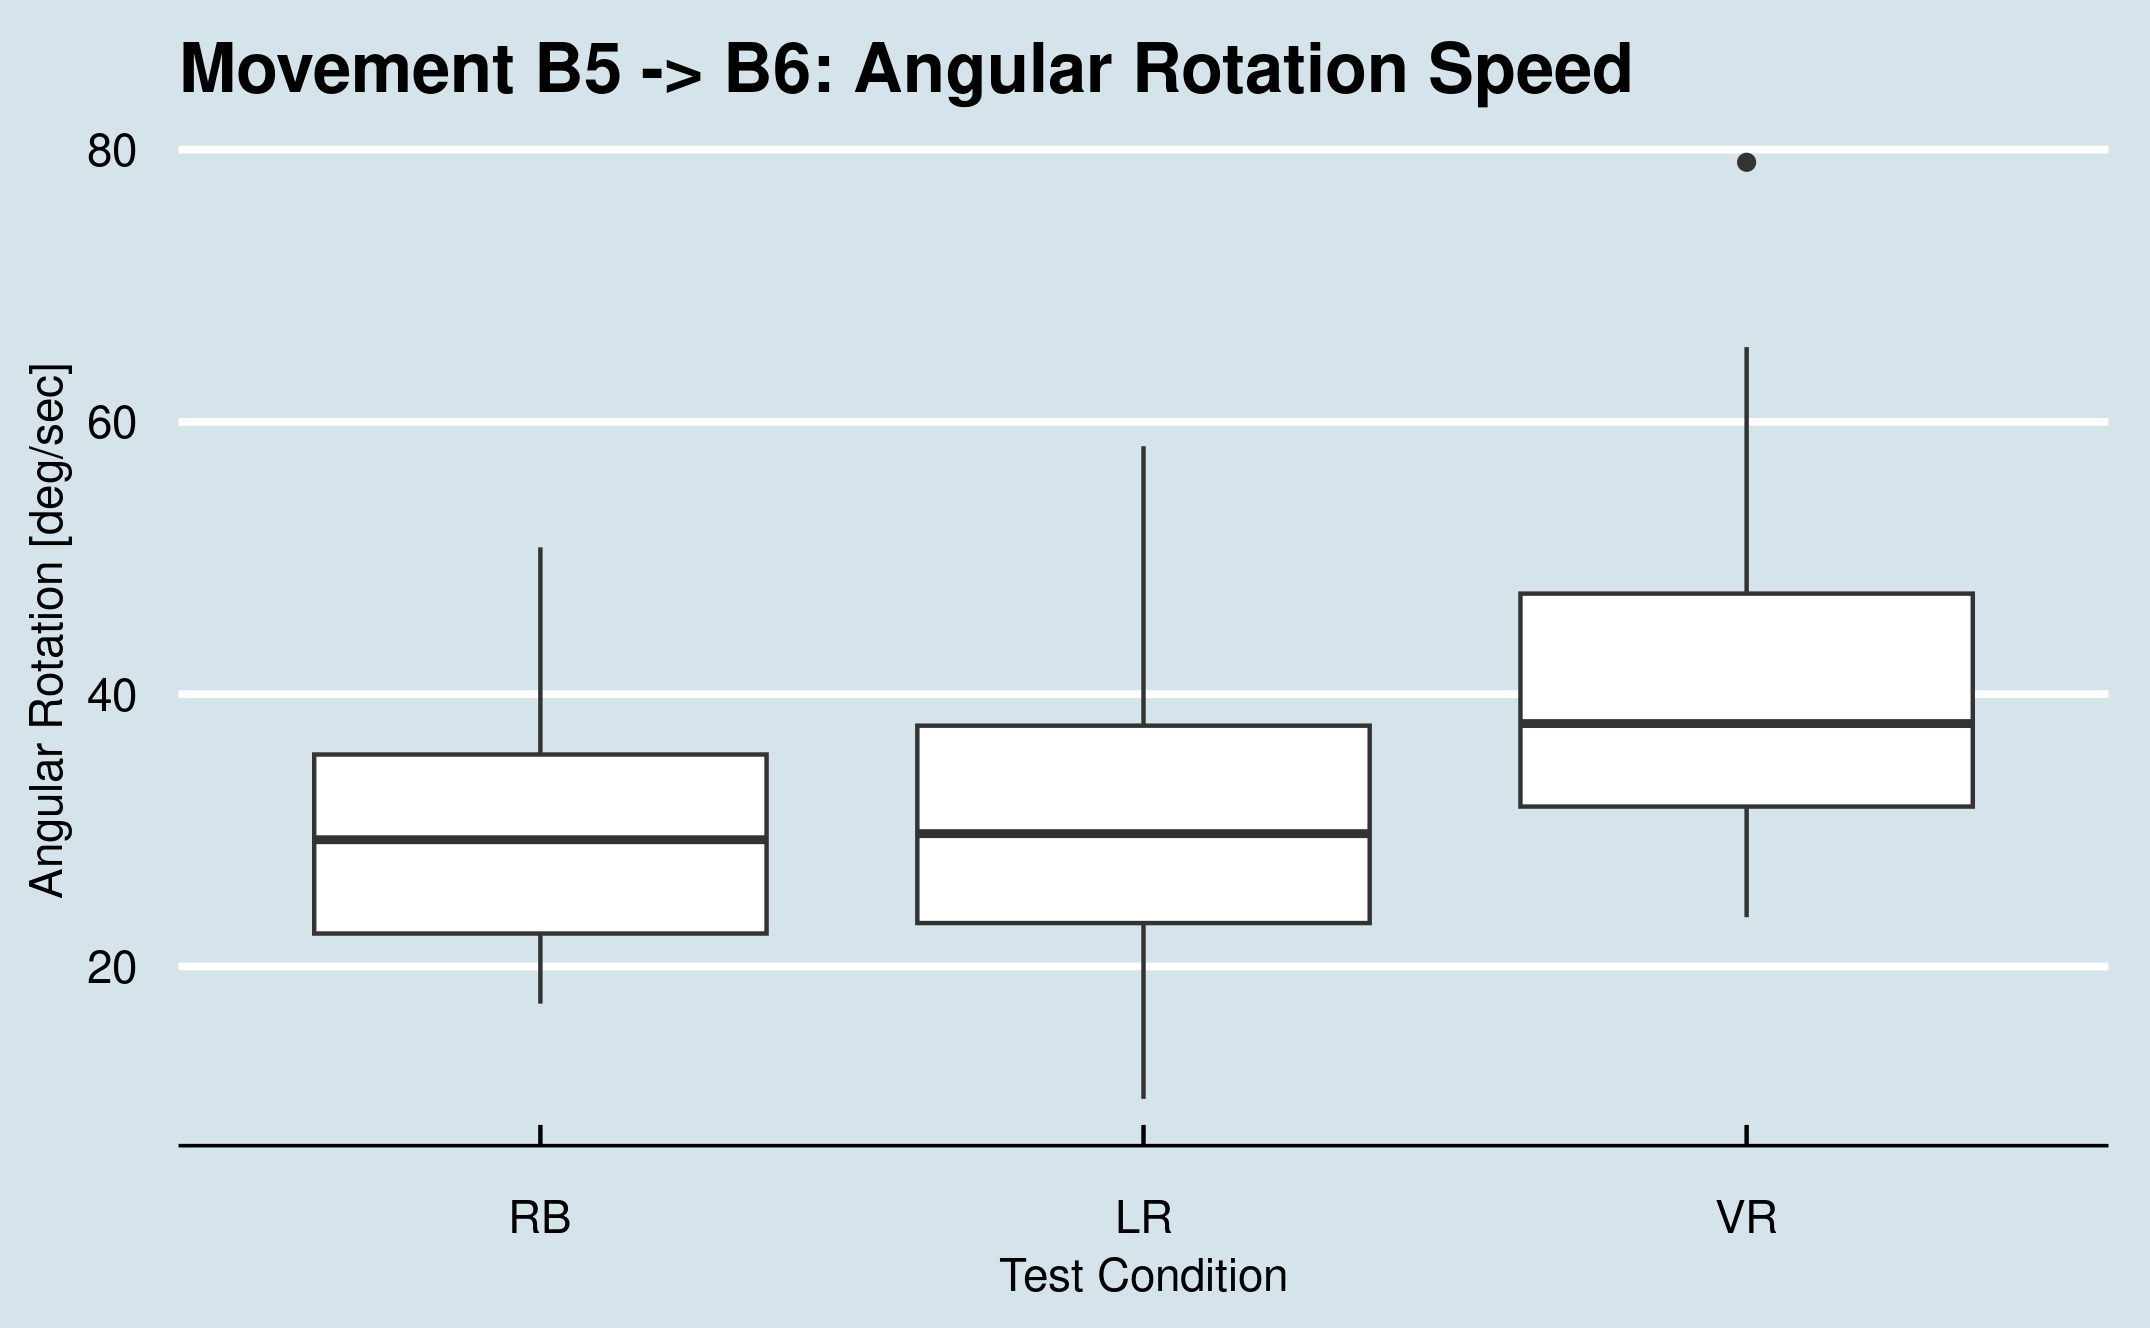 Movement B5 -> B6: Angular Rotation Speed
80
60
40
20
Angular Rotation [deg/sec]
RB
LR
VR
Test Condition